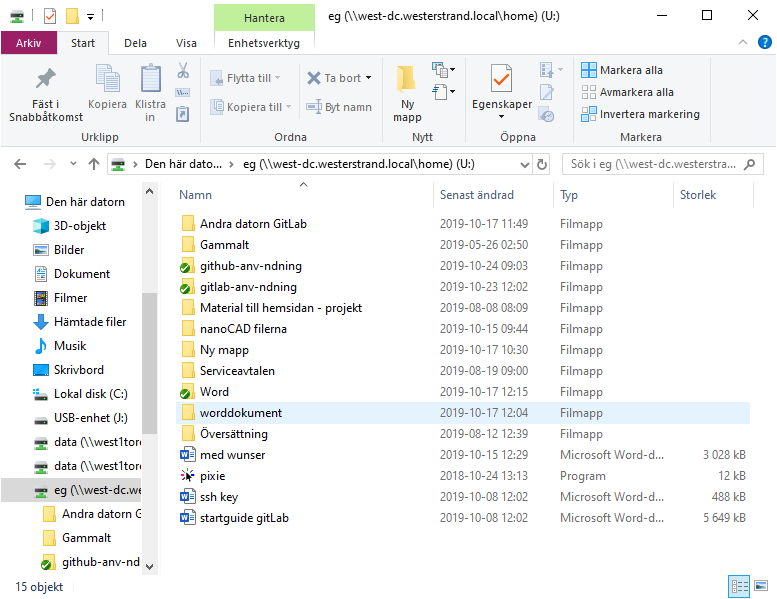 Hantera
eg (\\west-dc.westerstrand.local\home) (U:)
Arkiv
Start
Dela
Visa
Enhetsverktyg
Fäst i
Snabbåtkomst
Kopiera
Klistra
in
Urklipp
Flytta till
Kopiera till
Ta bort
Byt namn
Ordna
Ny
mapp
Nytt
Egenskaper
Öppna
Markera alla
Avmarkera alla
Invertera markering
Markera
Den här dato...
eg (\\west-dc.westerstrand.local\home) (U:)
Sök i eg (\\west-dc.westerstra...
Den här datorn
3D-objekt
Bilder
Dokument
Filmer
Hämtade filer
Musik
Skrivbord
Lokal disk (C:)
USB-enhet (J:)
data (\\west1tor
data (\\west1tor
eg (\\west-dc.we
Andra datorn G
Gammalt
github-anv-nd
Namn Senast ändrad Typ Storlek
Andra datorn GitLab 2019-10-17 11:49 Filmapp
Gammalt 2019-05-26 02:50 Filmapp
github-anv-ndning 2019-10-24 09:03 Filmapp
gitlab-anv-ndning 2019-10-23 12:02 Filmapp
Material till hemsidan - projekt 2019-08-08 08:09 Filmapp
nanoCAD filerna 2019-10-15 09:44 Filmapp
Ny mapp 2019-10-17 10:30 Filmapp
Serviceavtalen 2019-08-19 09:00 Filmapp
Word 2019-10-17 12:15 Filmapp
worddokument 2019-10-17 12:04 Filmapp
Översättning 2019-08-12 12:39 Filmapp
med wunser 2019-10-15 12:29 Microsoft Word-d... 3 028 kB
pixie 2018-10-24 13:13 Program 12 kB
ssh key 2019-10-08 12:02 Microsoft Word-d... 488 kB
startguide gitLab 2019-10-08 12:02 Microsoft Word-d... 5 649 kB
15 objekt